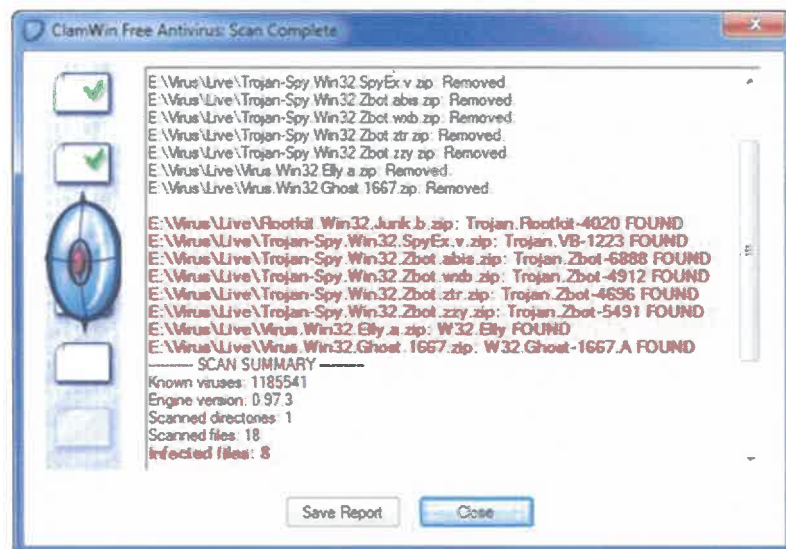 ClamWin Free Antivirus: Scan Complete
E:\Virus\Live\Trojan-Spy.Win32.SpyEx.v.zip: Removed.
E:\Virus\Live\Trojan-Spy.Win32.Zbot.abis.zip: Removed.
E:\Virus\Live\Trojan-Spy.Win32.Zbot.wxb.zip: Removed.
E:\Virus\Live\Trojan-Spy.Win32.Zbot.ztr.zip: Removed.
E:\Virus\Live\Trojan-Spy.Win32.Zbot.zzy.zip: Removed.
E:\Virus\Live\Virus.Win32.Elly.a.zip: Removed.
E:\Virus\Live\Virus.Win32.Ghost.1667.zip: Removed.
E:\Virus\Live\Rootkit.Win32.Junk.b.zip: Trojan.Rootkit-4020 FOUND
E:\Virus\Live\Trojan-Spy.Win32.SpyEx.v.zip: Trojan.VB-1223 FOUND
E:\Virus\Live\Trojan-Spy.Win32.Zbot.abis.zip: Trojan.Zbot-6888 FOUND
E:\Virus\Live\Trojan-Spy.Win32.Zbot.wxb.zip: Trojan.Zbot-4912 FOUND
E:\Virus\Live\Trojan-Spy.Win32.Zbot.ztr.zip: Trojan.Zbot-4696 FOUND
E:\Virus\Live\Trojan-Spy.Win32.Zbot.zzy.zip: Trojan.Zbot-5491 FOUND
E:\Virus\Live\Virus.Win32.Elly.a.zip: W32.Elly FOUND
E:\Virus\Live\Virus.Win32.Ghost.1667.zip: W32.Ghost-1667.A FOUND
---------- SCAN SUMMARY ----------
Known viruses: 1185541
Engine version: 0.97.3
Scanned directories: 1
Scanned files: 18
Infected files: 8
Save Report
Close